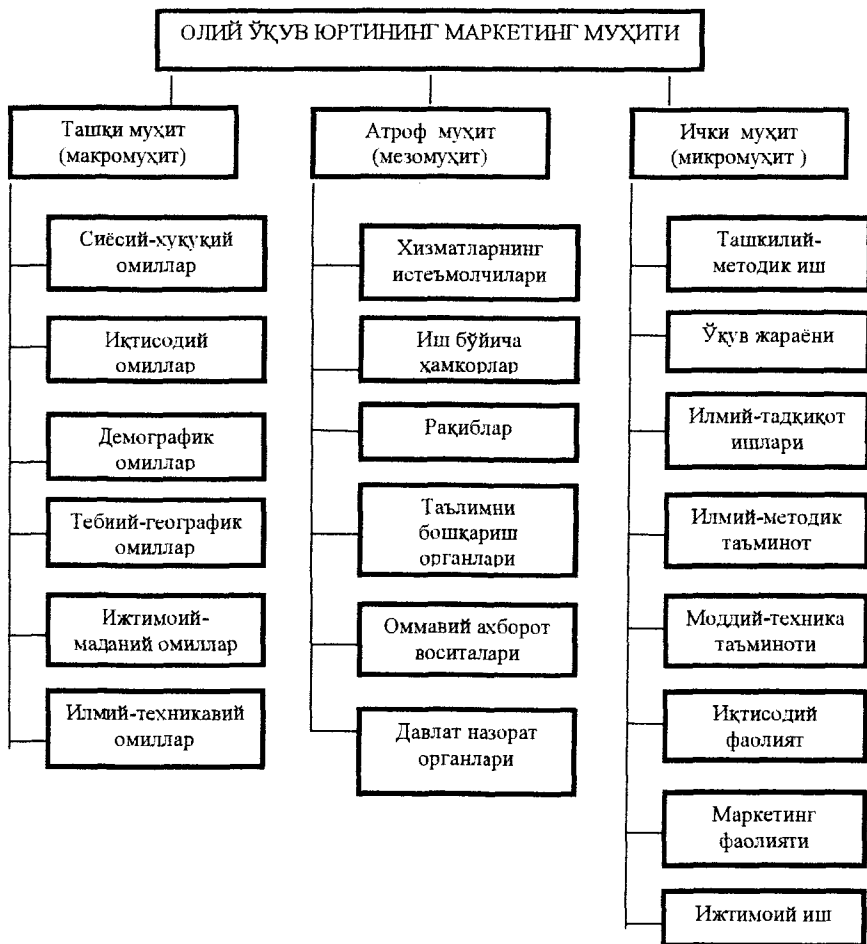 ОЛИЙ ЎҚУВ ЮРТИНИНГ МАРКЕТИНГ МУҲИТИ
Ташқи муҳит
(макромуҳит)
Сиёсий-хуқуқий
омиллар
Иқтисодий
омиллар
Демографик
омиллар
Тебиий-географик
омиллар
Ижтимоий-
маданий омиллар
Илмий-техникавий
омиллар
Атроф муҳит
(мезомуҳит)
Хизматларнинг
истеъмолчилари
Иш бўйича
ҳамкорлар
Рақиблар
Таълимни
бошқариш
органлари
Оммавий ахборот
воситалари
Давлат назорат
органлари
Ички муҳит
(микромуҳит )
Ташкилий-
методик иш
Ўқув жараёни
Илмий-тадқиқот
ишлари
Илмий-методик
таъминот
Моддий-техника
таъминоти
Иқтисодий
фаолият
Маркетинг
фаолияти
Ижтимоий иш